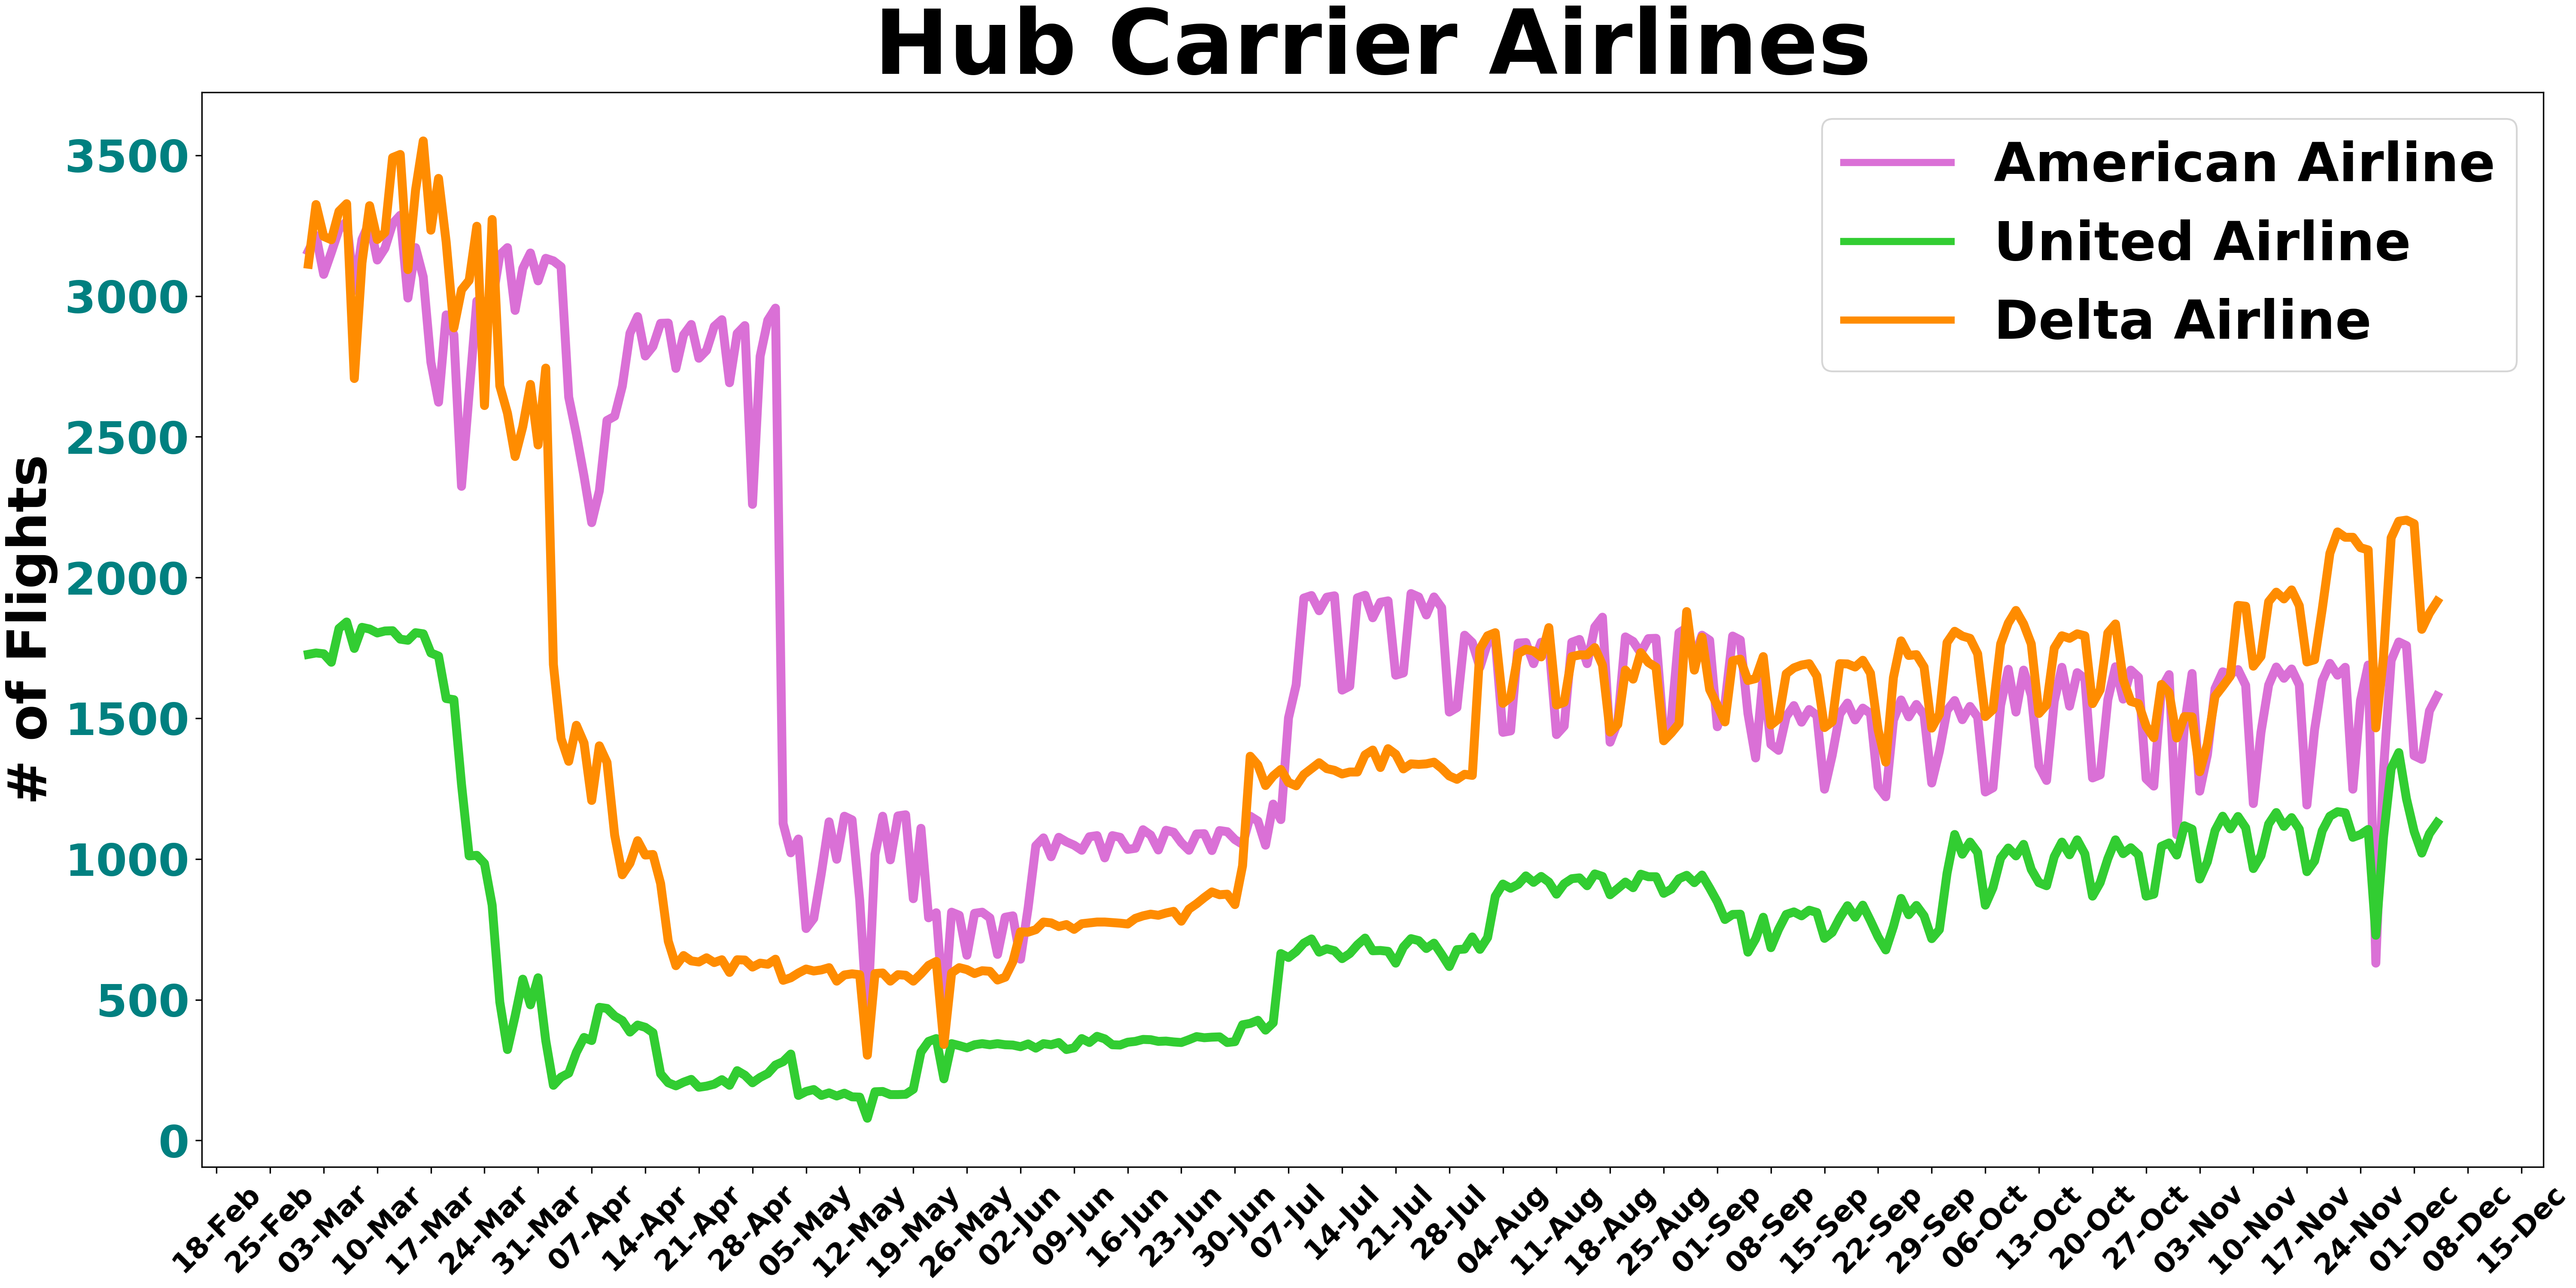 Hub Carrier Airlines
American Airline
United Airline
Delta Airline
# of Flights
3500
3000
2500
2000
1500
1000
500
0
18-Feb
25-Feb
03-Mar
10-Mar
17-Mar
24-Mar
31-Mar
07-Apr
14-Apr
21-Apr
28-Apr
05-May
12-May
19-May
26-May
02-Jun
09-Jun
16-Jun
23-Jun
30-Jun
07-Jul
14-Jul
21-Jul
28-Jul
04-Aug
11-Aug
18-Aug
25-Aug
01-Sep
08-Sep
15-Sep
22-Sep
29-Sep
06-Oct
13-Oct
20-Oct
27-Oct
03-Nov
10-Nov
17-Nov
24-Nov
01-Dec
08-Dec
15-Dec